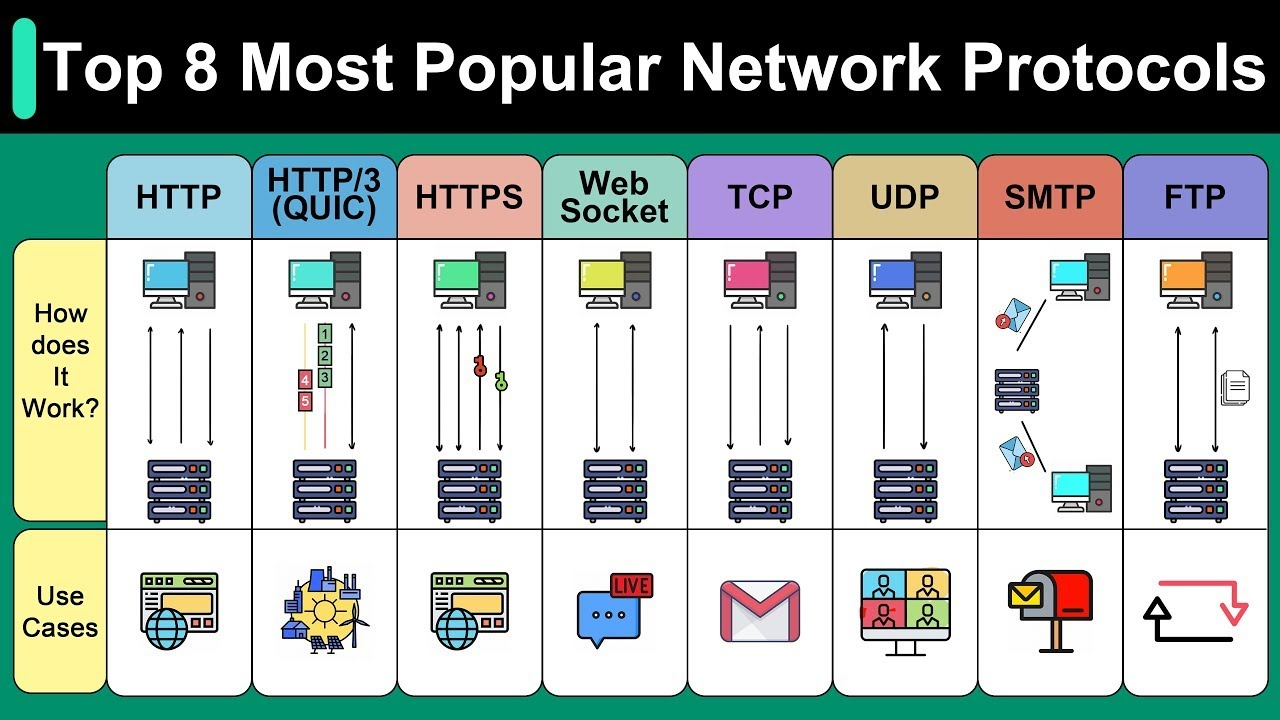 Top 8 Most Popular Network Protocols
HTTP
HTTP/3
(QUIC)
HTTPS
Web
Socket
TCP
UDP
SMTP
FTP
How
does
It
Work?
1
2
3
4
5
Use
Cases
LIVE